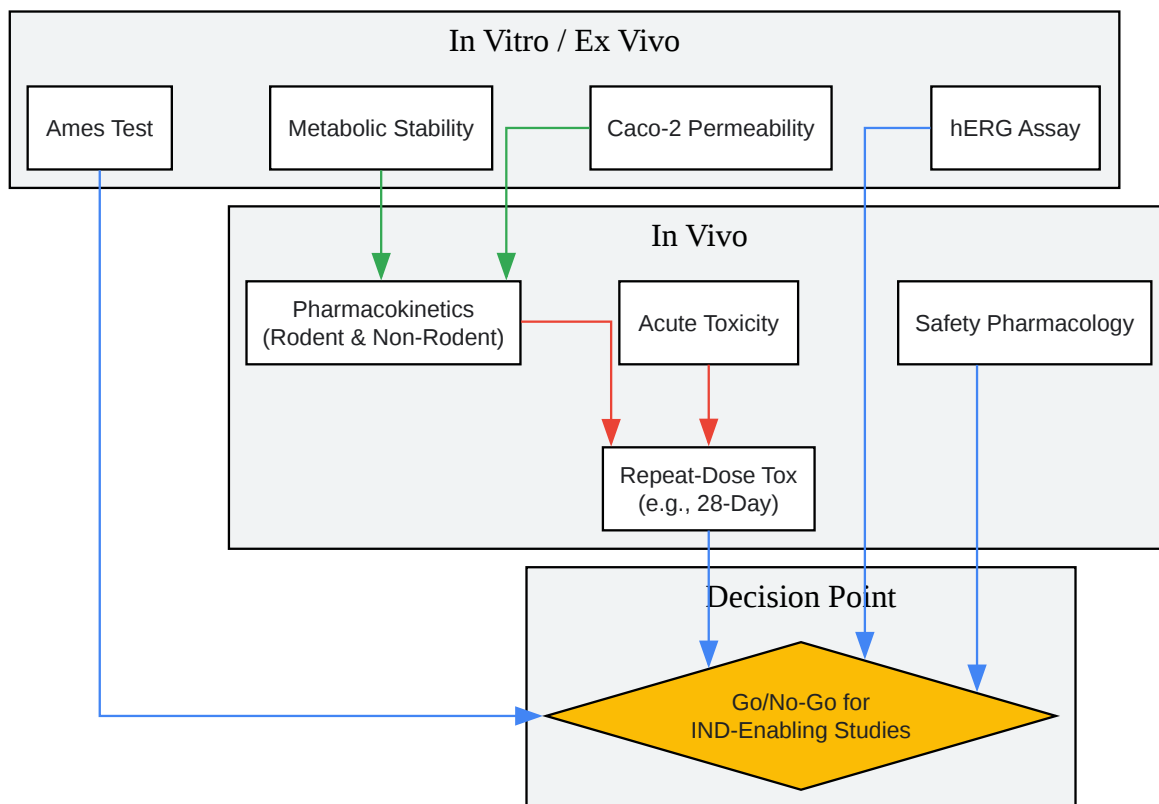 In Vitro / Ex Vivo
Ames Test
Metabolic Stability
Caco-2 Permeability
hERG Assay
In Vivo
Pharmacokinetics
(Rodent & Non-Rodent)
Acute Toxicity
Safety Pharmacology
Repeat-Dose Tox
(e.g., 28-Day)
Decision Point
Go/No-Go for
IND-Enabling Studies